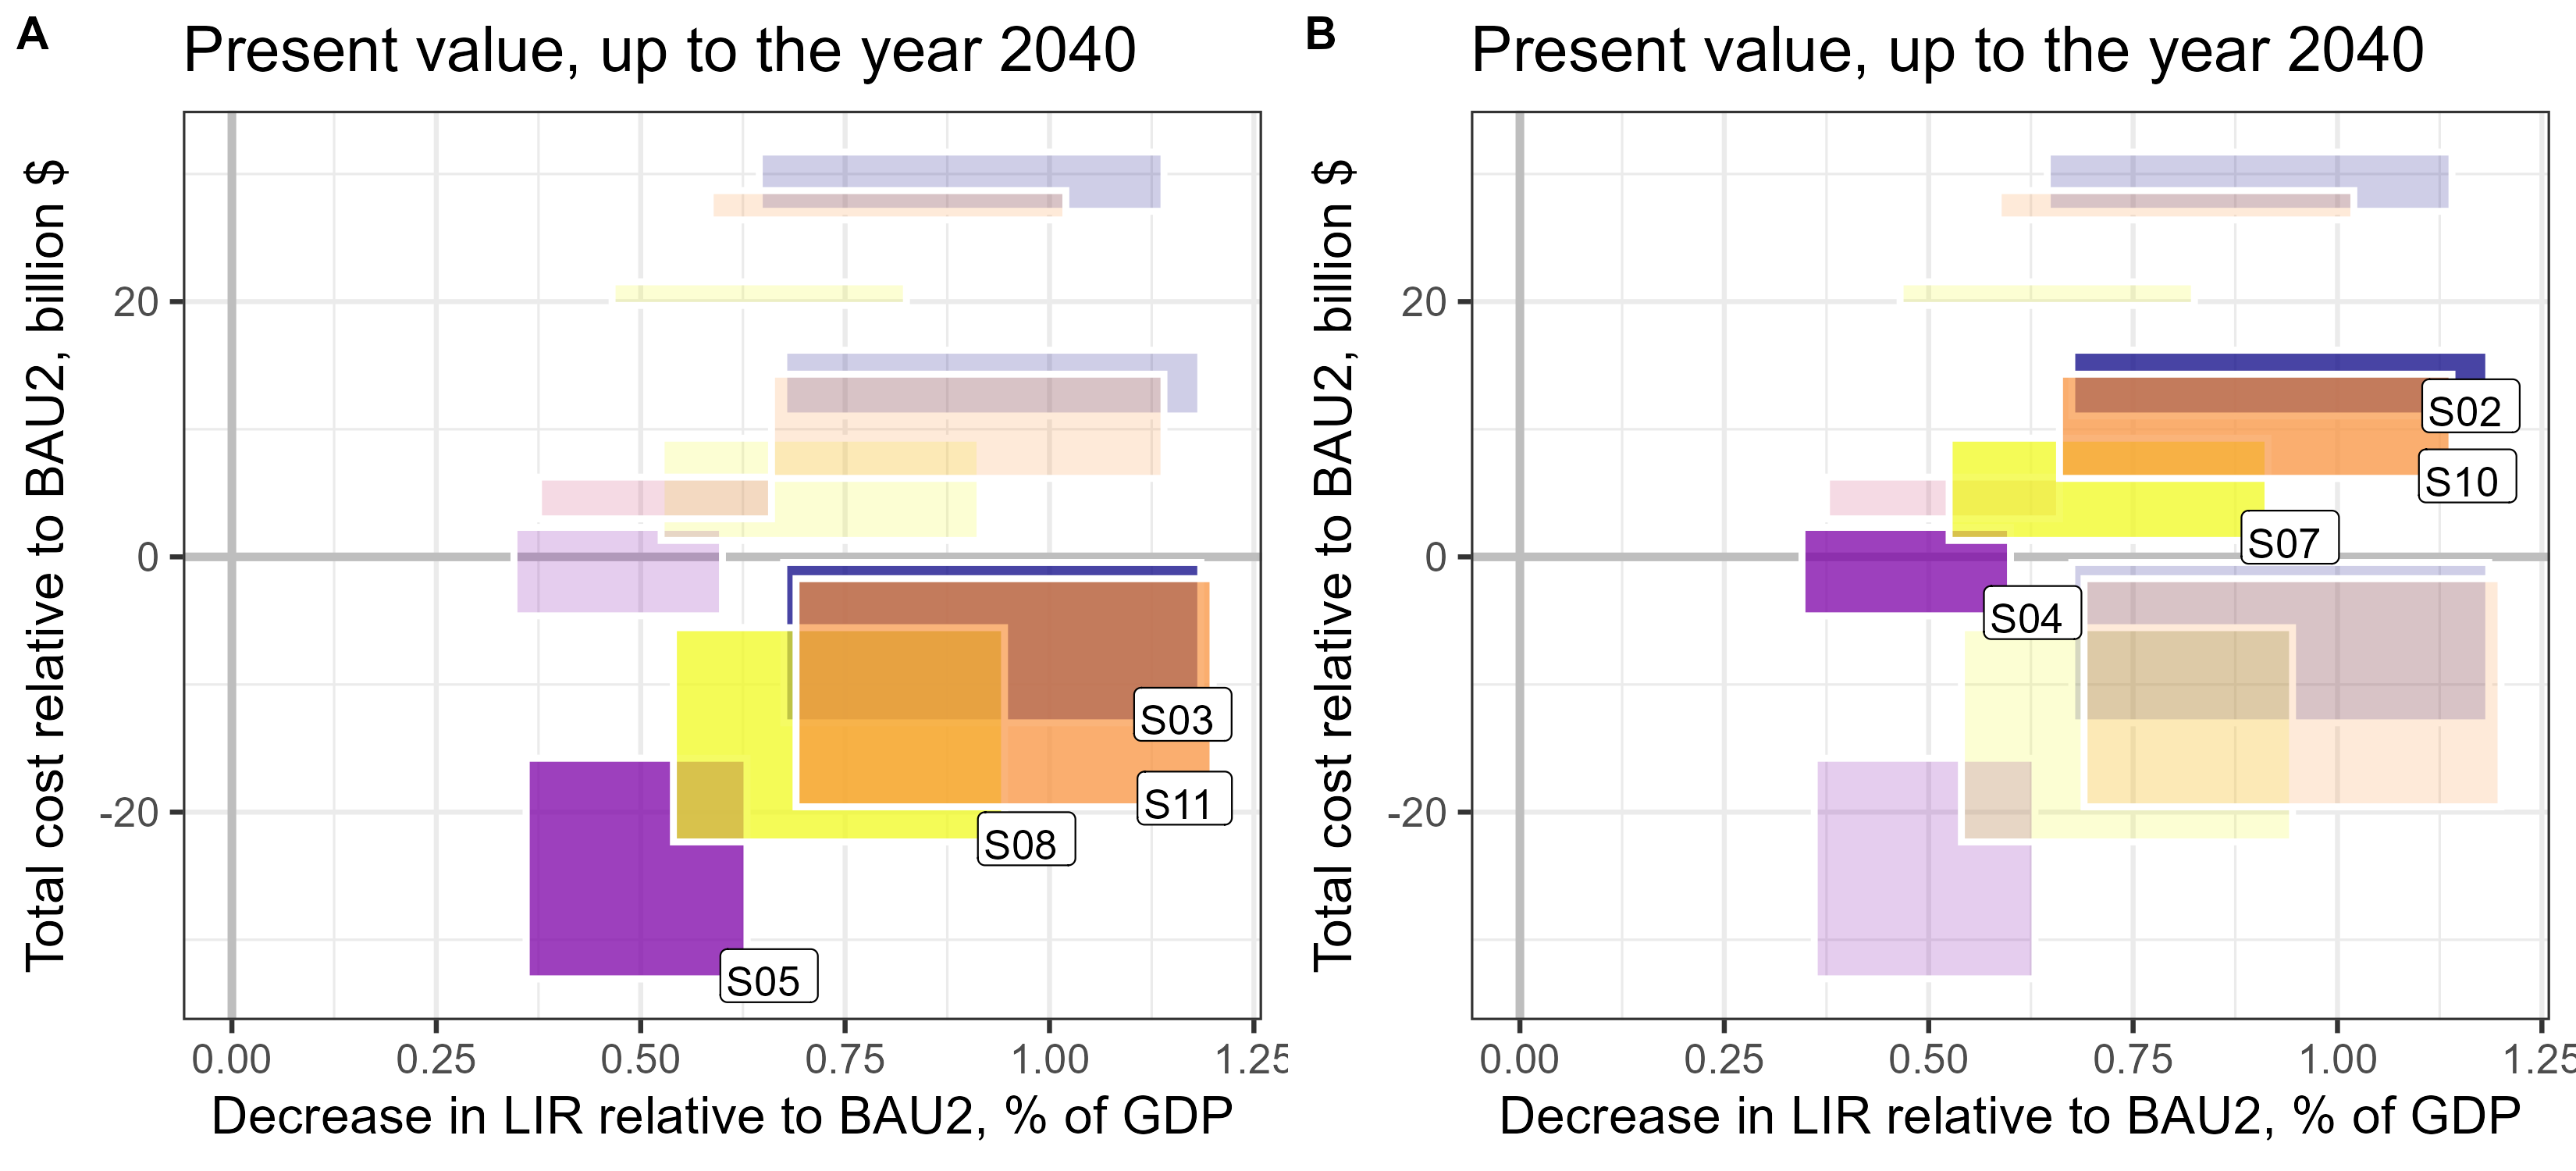 A
Present value, up to the year 2040
Total cost relative to BAU2, billion $
20
0
-20
S03
S11
S08
S05
0.00 0.25 0.50 0.75 1.00 1.25
Decrease in LIR relative to BAU2, % of GDP
B
Present value, up to the year 2040
Total cost relative to BAU2, billion $
20
0
-20
S02
S10
S07
S04
0.00 0.25 0.50 0.75 1.00 1.25
Decrease in LIR relative to BAU2, % of GDP